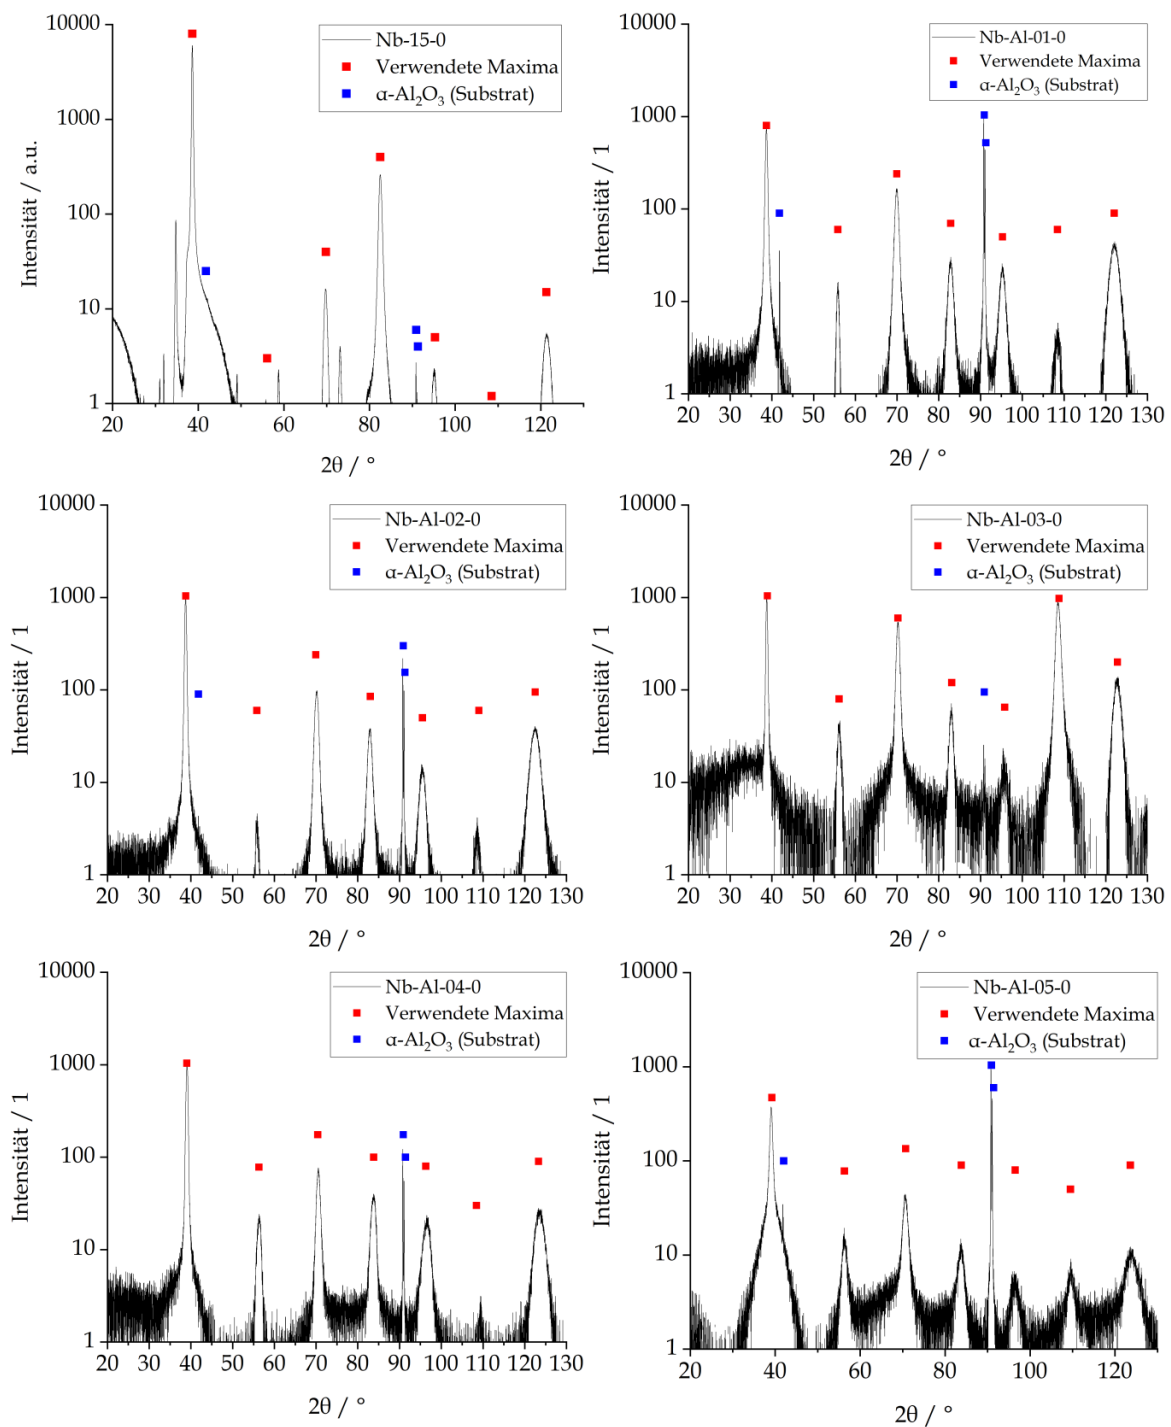 10000
1000
100
10
1
Intensität / a.u.
Nb-15-0
Verwendete Maxima
α-Al₂O₃ (Substrat)
20 40 60 80 100 120
2θ / °
10000
1000
100
10
1
Intensität / 1
Nb-Al-01-0
Verwendete Maxima
α-Al₂O₃ (Substrat)
20 30 40 50 60 70 80 90 100 110 120 130
2θ / °
10000
1000
100
10
1
Intensität / 1
Nb-Al-02-0
Verwendete Maxima
α-Al₂O₃ (Substrat)
20 30 40 50 60 70 80 90 100 110 120 130
2θ / °
10000
1000
100
10
1
Intensität / 1
Nb-Al-03-0
Verwendete Maxima
α-Al₂O₃ (Substrat)
20 30 40 50 60 70 80 90 100 110 120 130
2θ / °
10000
1000
100
10
1
Intensität / 1
Nb-Al-04-0
Verwendete Maxima
α-Al₂O₃ (Substrat)
20 30 40 50 60 70 80 90 100 110 120 130
2θ / °
10000
1000
100
10
1
Intensität / 1
Nb-Al-05-0
Verwendete Maxima
α-Al₂O₃ (Substrat)
20 40 60 80 100 120
2θ / °